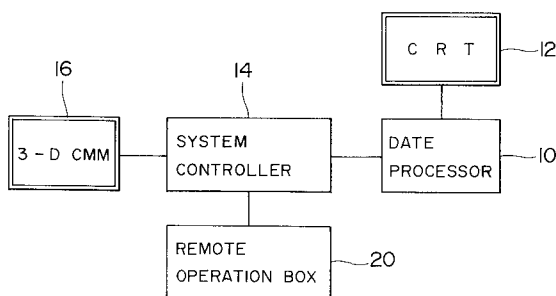 C R T
12
16
14
3-D CMM
SYSTEM
CONTROLLER
DATE
PROCESSOR
10
REMOTE
OPERATION BOX
20